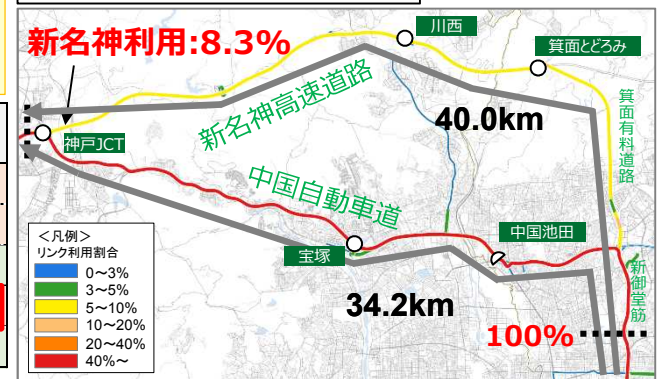 新名神利用:8.3%
川西
箕面とどろみ
新名神高速道路
箕面有料道路
40.0km
神戸JCT
中国自動車道
中国池田
宝塚
新御堂筋
34.2km
100%
<凡例>
リンク利用割合
0～3%
3～5%
5～10%
10～20%
20～40%
40%～